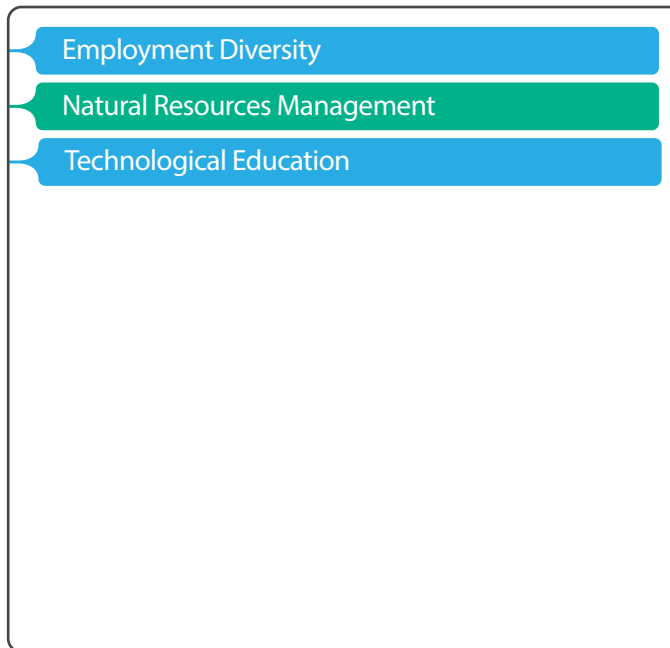 Employment Diversity
Natural Resources Management
Technological Education